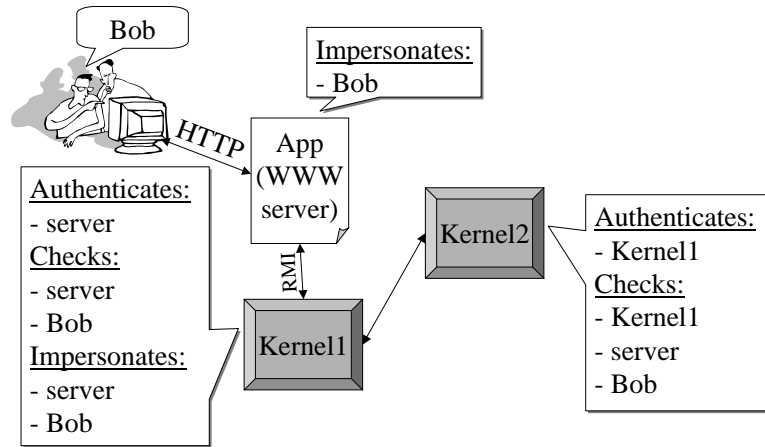 Bob
Impersonates:
- Bob
HTTP
App
(WWW
server)
Authenticates:
- server
Checks:
- server
- Bob
Impersonates:
- server
- Bob
RMI
Kernel1
Kernel2
Authenticates:
- Kernel1
Checks:
- Kernel1
- server
- Bob